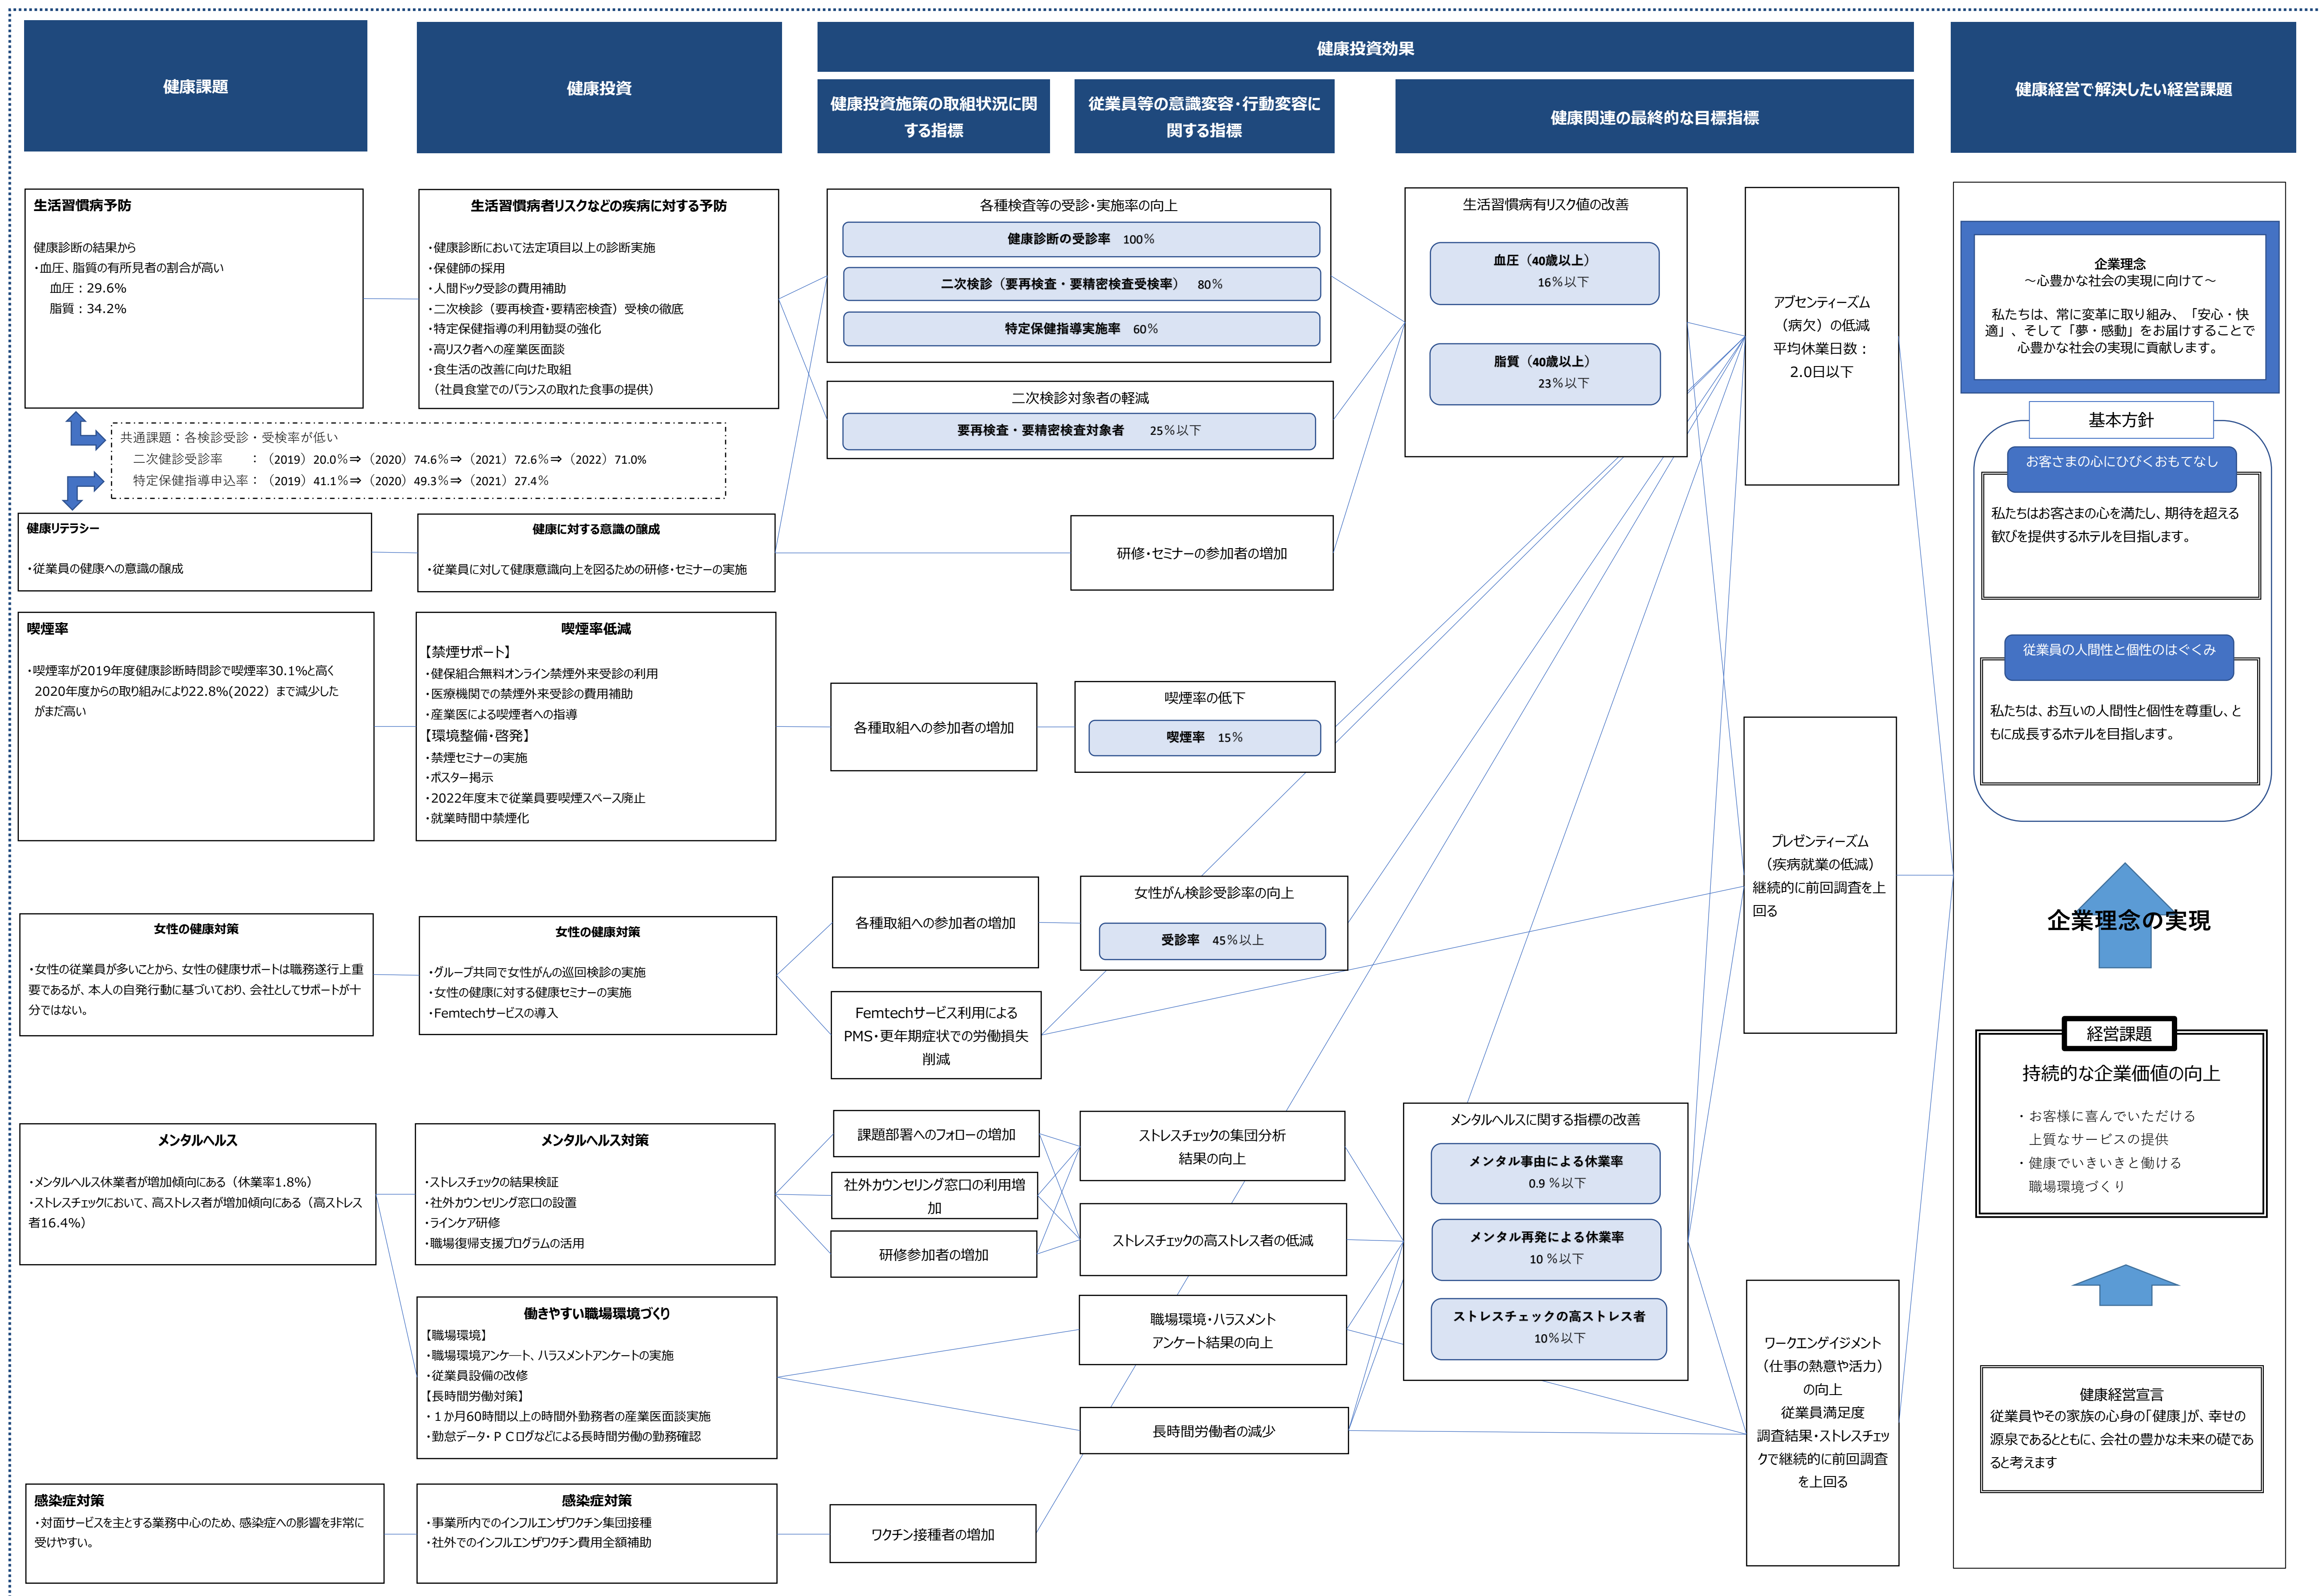 健康課題
健康投資
健康投資効果
健康投資施策の取組状況に関
する指標
従業員等の意識変容・行動変容に
関する指標
健康関連の最終的な目標指標
健康経営で解決したい経営課題
生活習慣病予防
健康診断の結果から
・血圧、脂質の有所見者の割合が高い
血圧：29.6%
脂質：34.2%
生活習慣病者リスクなどの疾病に対する予防
・健康診断において法定項目以上の診断実施
・保健師の採用
・人間ドック受診の費用補助
・二次検診（要再検査・要精密検査）受検の徹底
・特定保健指導の利用勧奨の強化
・高リスク者への産業医面談
・食生活の改善に向けた取組
（社員食堂でのバランスの取れた食事の提供）
各種検査等の受診・実施率の向上
健康診断の受診率　100％
二次検診（要再検査・要精密検査受検率）　80％
特定保健指導実施率　60％
二次検診対象者の軽減
要再検査・要精密検査対象者　　25％以下
生活習慣病有リスク値の改善
血圧（40歳以上）
16％以下
脂質（40歳以上）
23％以下
アブセンティーズム
（病欠）の低減
平均休業日数：
2.0日以下
企業理念
～心豊かな社会の実現に向けて～
私たちは、常に変革に取り組み、「安心・快
適」、そして「夢・感動」をお届けすることで
心豊かな社会の実現に貢献します。
基本方針
お客さまの心にひびくおもてなし
私たちはお客さまの心を満たし、期待を超える
歓びを提供するホテルを目指します。
従業員の人間性と個性のはぐくみ
私たちは、お互いの人間性と個性を尊重し、と
もに成長するホテルを目指します。
共通課題：各検診受診・受検率が低い
二次健診受診率　　：（2019）20.0％⇒（2020）74.6％⇒（2021）72.6％⇒（2022）71.0%
特定保健指導申込率：（2019）41.1％⇒（2020）49.3％⇒（2021）27.4％
健康リテラシー
・従業員の健康への意識の醸成
健康に対する意識の醸成
・従業員に対して健康意識向上を図るための研修・セミナーの実施
研修・セミナーの参加者の増加
喫煙率
・喫煙率が2019年度健康診断時問診で喫煙率30.1%と高く
2020年度からの取り組みにより22.8%(2022）まで減少した
がまだ高い
喫煙率低減
【禁煙サポート】
・健保組合無料オンライン禁煙外来受診の利用
・医療機関での禁煙外来受診の費用補助
・産業医による喫煙者への指導
【環境整備・啓発】
・禁煙セミナーの実施
・ポスター掲示
・2022年度末で従業員要喫煙スペース廃止
・就業時間中禁煙化
各種取組への参加者の増加
喫煙率の低下
喫煙率　15％
プレゼンティーズム
（疾病就業の低減）
継続的に前回調査を上
回る
企業理念の実現
女性の健康対策
・女性の従業員が多いことから、女性の健康サポートは職務遂行上重
要であるが、本人の自発行動に基づいており、会社としてサポートが十
分ではない。
女性の健康対策
・グループ共同で女性がんの巡回検診の実施
・女性の健康に対する健康セミナーの実施
・Femtechサービスの導入
各種取組への参加者の増加
女性がん検診受診率の向上
受診率　45％以上
Femtechサービス利用による
PMS・更年期症状での労働損失
削減
経営課題
持続的な企業価値の向上
・お客様に喜んでいただける
上質なサービスの提供
・健康でいきいきと働ける
職場環境づくり
メンタルヘルス
・メンタルヘルス休業者が増加傾向にある（休業率1.8%）
・ストレスチェックにおいて、高ストレス者が増加傾向にある（高ストレス
者16.4%）
メンタルヘルス対策
・ストレスチェックの結果検証
・社外カウンセリング窓口の設置
・ラインケア研修
・職場復帰支援プログラムの活用
課題部署へのフォローの増加
社外カウンセリング窓口の利用増
加
研修参加者の増加
ストレスチェックの集団分析
結果の向上
ストレスチェックの高ストレス者の低減
メンタルヘルスに関する指標の改善
メンタル事由による休業率
0.9 ％以下
メンタル再発による休業率
10 ％以下
ストレスチェックの高ストレス者
10％以下
働きやすい職場環境づくり
【職場環境】
・職場環境アンケ―ト、ハラスメントアンケートの実施
・従業員設備の改修
【長時間労働対策】
・１か月60時間以上の時間外勤務者の産業医面談実施
・勤怠データ・ＰＣログなどによる長時間労働の勤務確認
職場環境・ハラスメント
アンケート結果の向上
長時間労働者の減少
ワークエンゲイジメント
（仕事の熱意や活力）
の向上
従業員満足度
調査結果・ストレスチェッ
クで継続的に前回調査
を上回る
健康経営宣言
従業員やその家族の心身の「健康」が、幸せの
源泉であるとともに、会社の豊かな未来の礎であ
ると考えます
感染症対策
・対面サービスを主とする業務中心のため、感染症への影響を非常に
受けやすい。
感染症対策
・事業所内でのインフルエンザワクチン集団接種
・社外でのインフルエンザワクチン費用全額補助
ワクチン接種者の増加